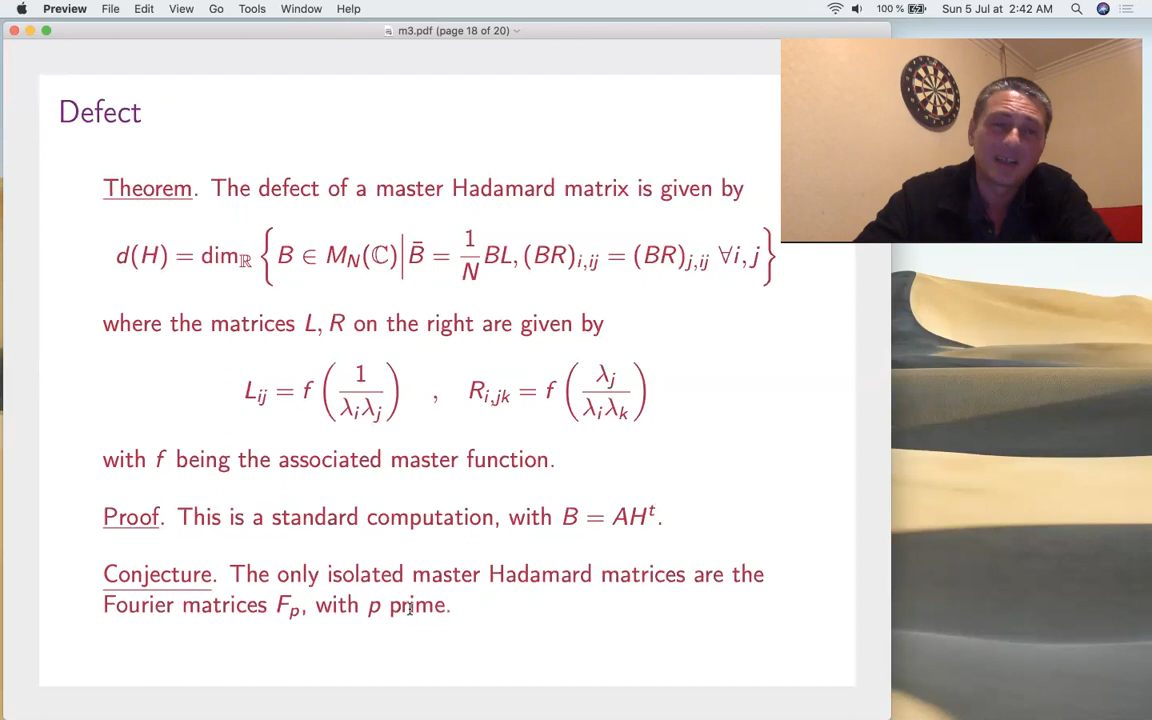 Preview File Edit View Go Tools Window Help 100 % Sun 5 Jul at 2:42 AM
m3.pdf (page 18 of 20)
Defect
Theorem. The defect of a master Hadamard matrix is given by
d(H) = dim_ℝ { B ∈ M_N(ℂ) | B̄ = 1/N BL, (BR)_{i,ij} = (BR)_{j,ij} ∀i,j }
where the matrices L, R on the right are given by
L_{ij} = f ( 1 / λ_iλ_j ) , R_{i,jk} = f ( λ_j / λ_iλ_k )
with f being the associated master function.
Proof. This is a standard computation, with B = AH^t.
Conjecture. The only isolated master Hadamard matrices are the
Fourier matrices F_p, with p prime.